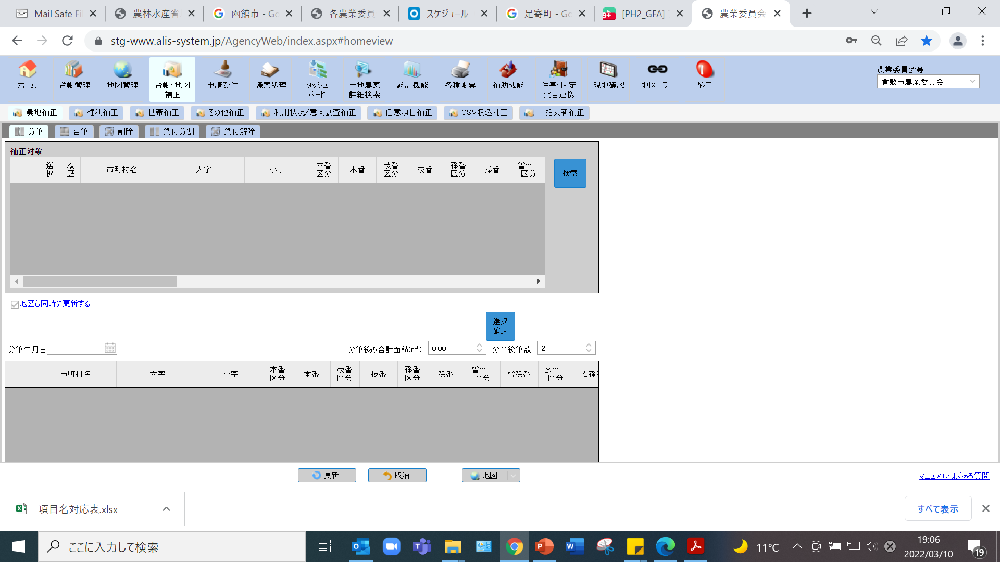 Mail Safe Fi
農林水産省
函館市 - Go
各農業委員
スケジュール
足寄町 - Go
[PH2_GFA]
農業委員会
stg-www.alis-system.jp/AgencyWeb/index.aspx#homeview
ホーム
台帳管理
地図管理
台帳・地図
補正
申請受付
議案処理
ダッシュ
ボード
土地農家
詳細検索
統計機能
各種帳票
補助機能
住基・固定
突合連携
現地確認
地図エラー
終了
農業委員会等
倉敷市農業委員会
農地補正
権利補正
世帯補正
その他補正
利用状況/意向調査補正
任意項目補正
CSV取込補正
一括更新補正
分筆
合筆
削除
貸付分割
貸付解除
補正対象
選
択
履
歴
市町村名
大字
小字
本番
区分
本番
枝番
区分
枝番
孫番
区分
孫番
曾…
区分
検索
地図も同時に更新する
選択
確定
分筆年月日
分筆後の合計面積(㎡)
0.00
分筆後筆数
2
市町村名
大字
小字
本番
区分
本番
枝番
区分
枝番
孫番
区分
孫番
曾…
区分
曾孫番
玄…
区分
玄孫番
更新
取消
地図
マニュアル・よくある質問
項目名対応表.xlsx
すべて表示
ここに入力して検索
11°C
19:06
2022/03/10
19